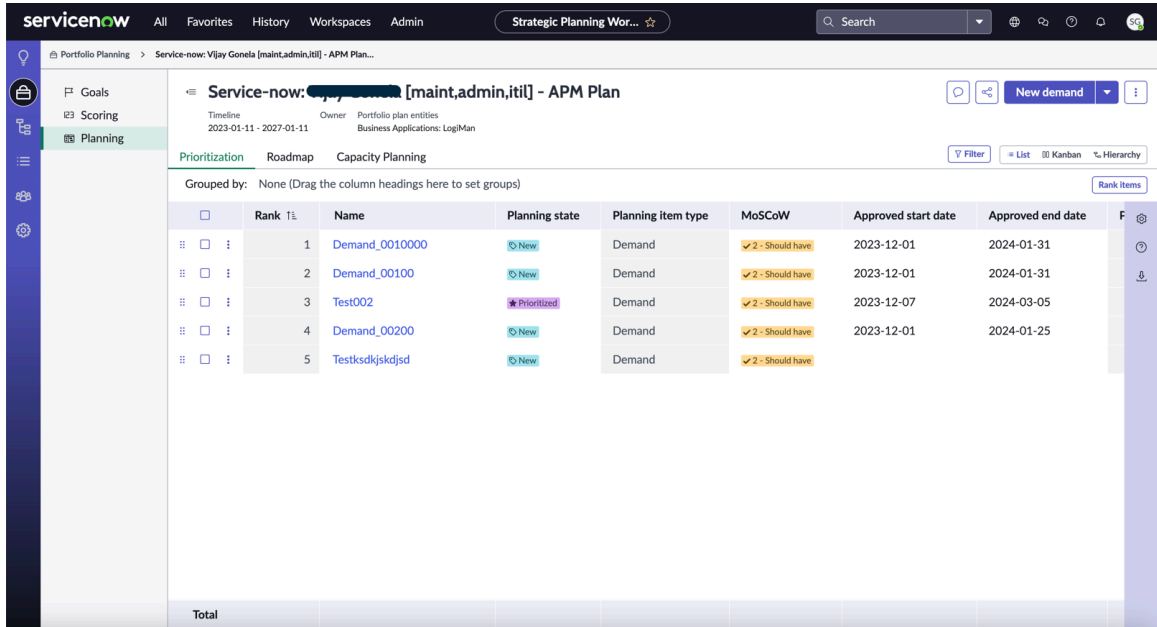 servicenow All Favorites History Workspaces Admin Strategic Planning Wor... Search SG
Portfolio Planning > Service-now: Vijay Gonela [maint,admin,itil] - APM Plan...
Goals
Scoring
Planning
Service-now: [maint,admin,itil] - APM Plan
New demand
Timeline Owner Portfolio plan entities
2023-01-11 - 2027-01-11 Business Applications: LogiMan
Prioritization Roadmap Capacity Planning
Filter List Kanban Hierarchy
Grouped by: None (Drag the column headings here to set groups)
Rank items
Rank Name Planning state Planning item type MoSCoW Approved start date Approved end date P
1 Demand_0010000 New Demand 2 - Should have 2023-12-01 2024-01-31
2 Demand_00100 New Demand 2 - Should have 2023-12-01 2024-01-31
3 Test002 Prioritized Demand 2 - Should have 2023-12-07 2024-03-05
4 Demand_00200 New Demand 2 - Should have 2023-12-01 2024-01-25
5 Testksdkjskdjsd New Demand 2 - Should have
Total